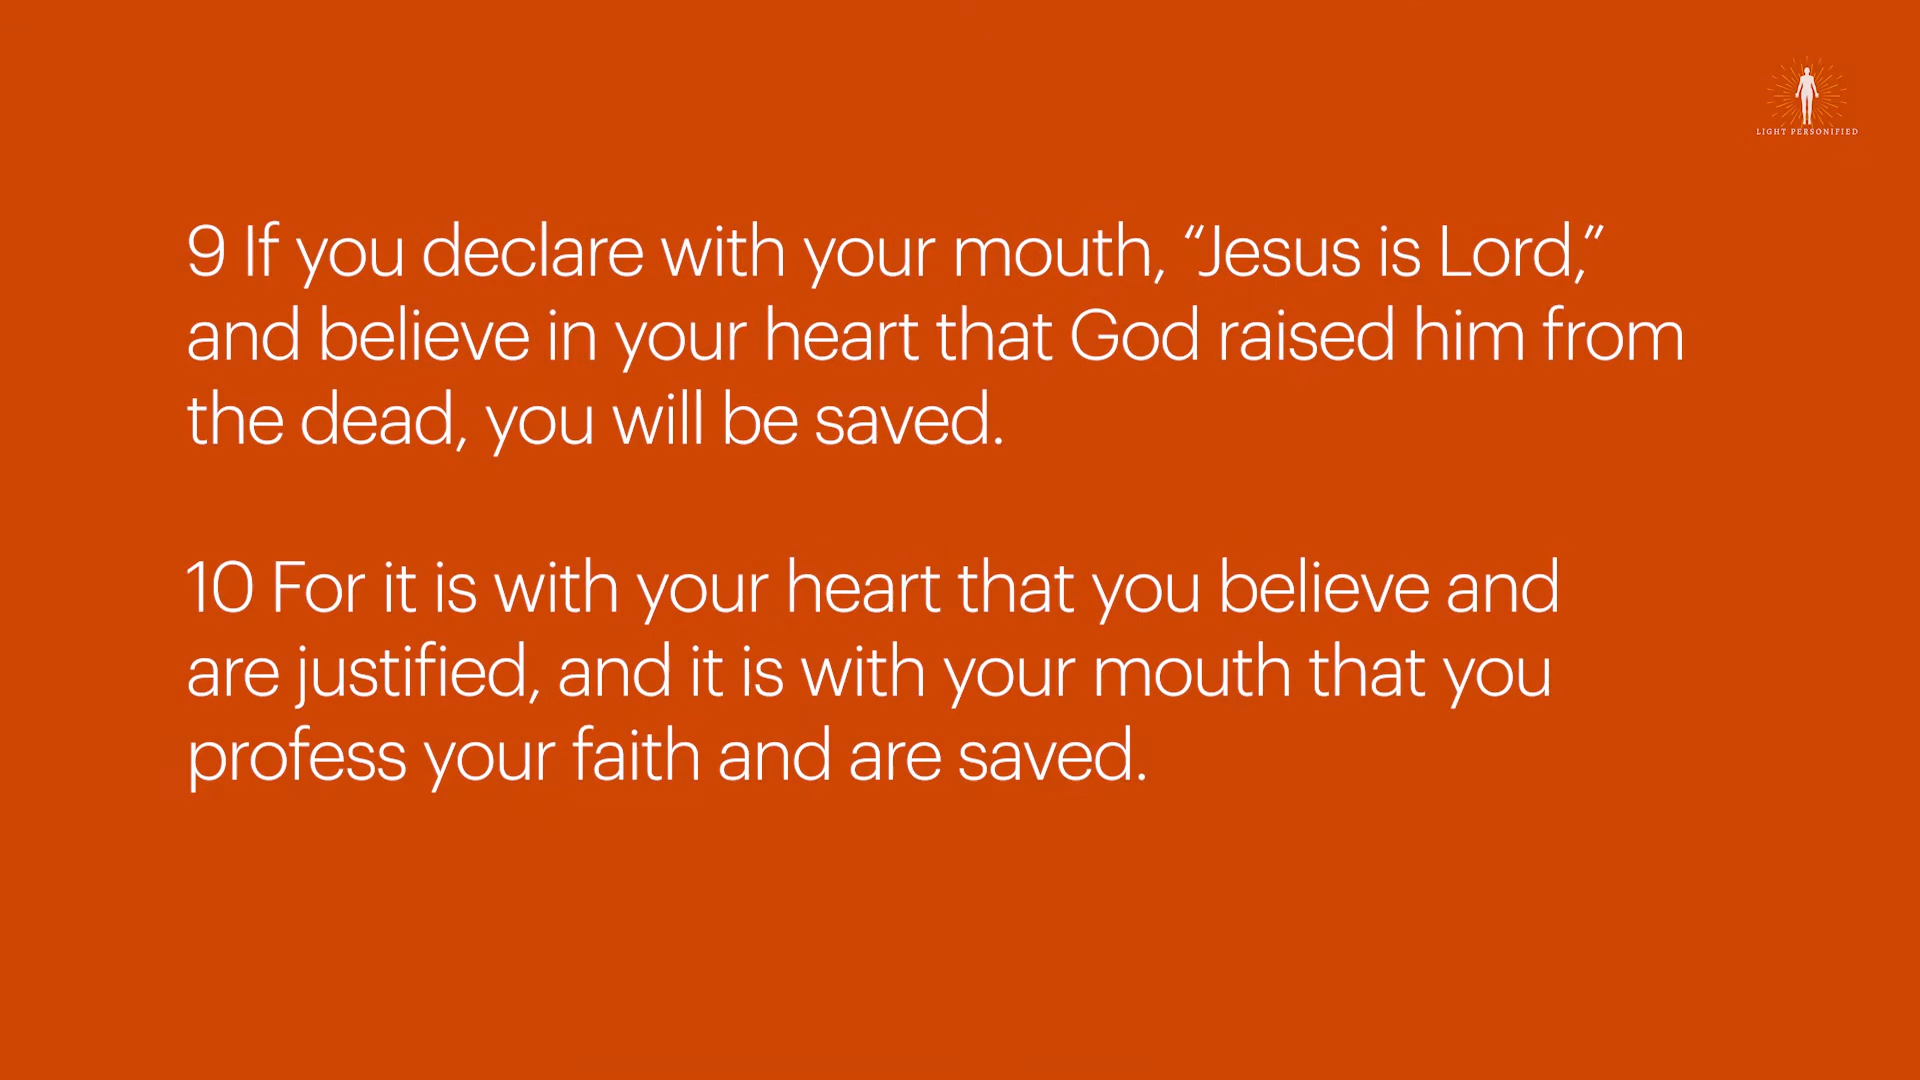 LIGHT PERSONIFIED
9 If you declare with your mouth, “Jesus is Lord,”
and believe in your heart that God raised him from
the dead, you will be saved.
10 For it is with your heart that you believe and
are justified, and it is with your mouth that you
profess your faith and are saved.